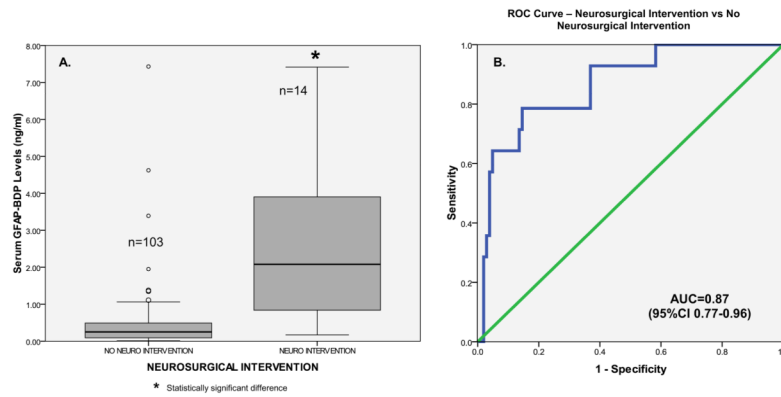 A.
Serum GFAP-BDP Levels (ng/ml)
8.00
7.00
6.00
5.00
4.00
3.00
2.00
1.00
0.00
*
n=14
n=103
NO NEURO INTERVENTION
NEURO INTERVENTION
NEUROSURGICAL INTERVENTION
* Statistically significant difference
ROC Curve – Neurosurgical Intervention vs No
Neurosurgical Intervention
B.
Sensitivity
1.0
0.8
0.6
0.4
0.2
0.0
AUC=0.87
(95%CI 0.77-0.96)
0.0
0.2
0.4
0.6
0.8
1 - Specificity